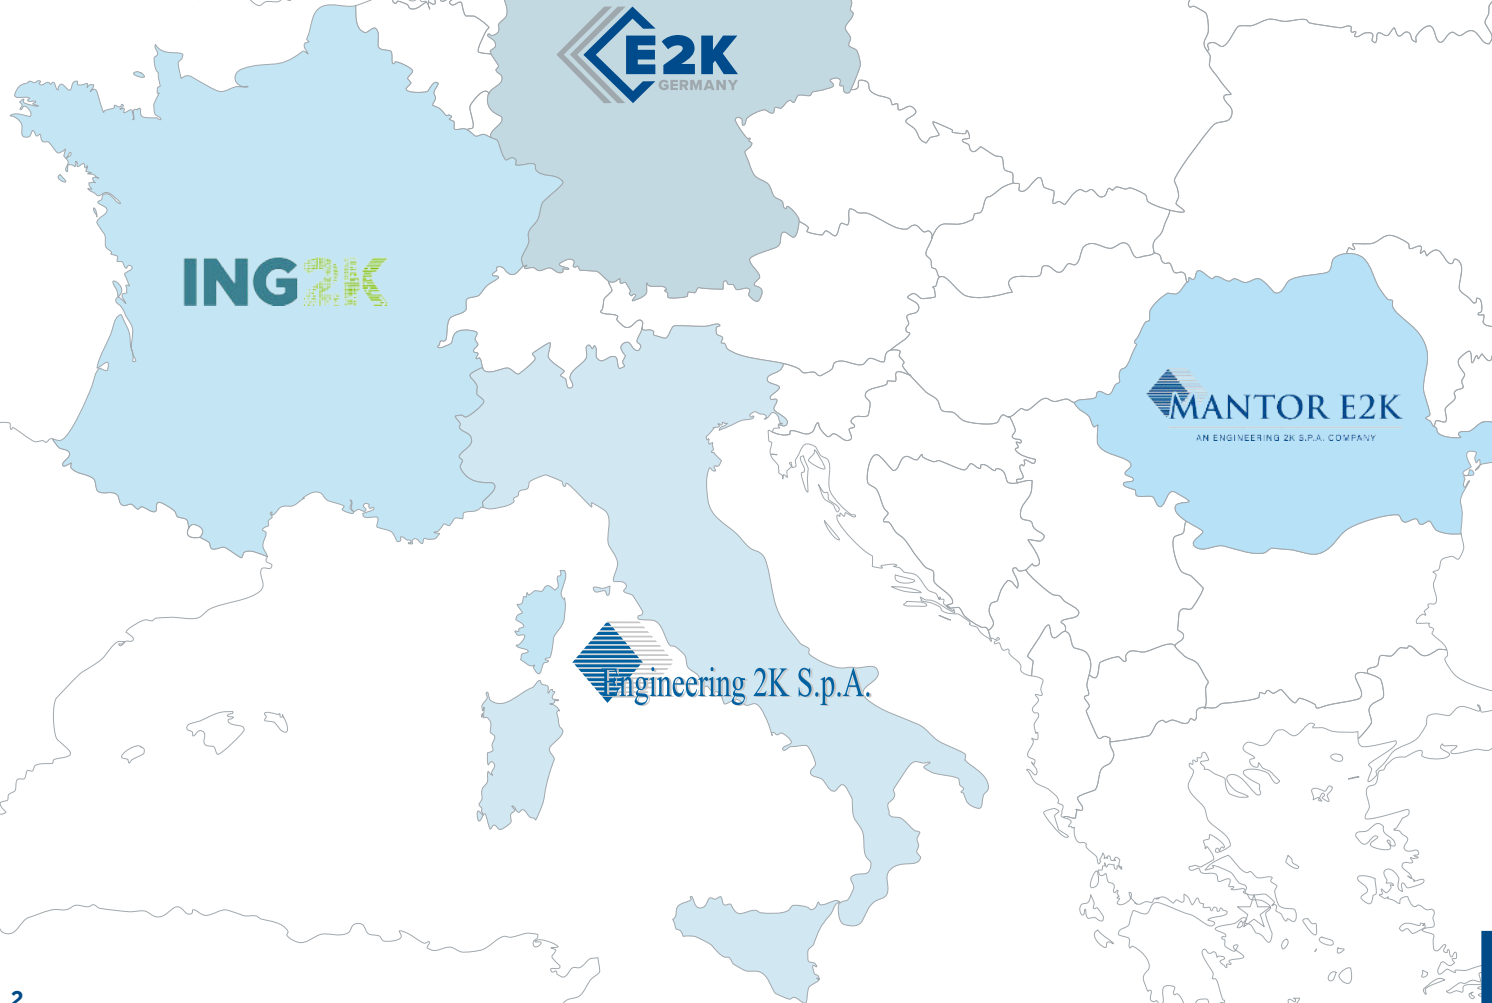 E2K
GERMANY
ING2K
MANTOR E2K
AN ENGINEERING 2K S.P.A. COMPANY
Engineering 2K S.p.A.
2